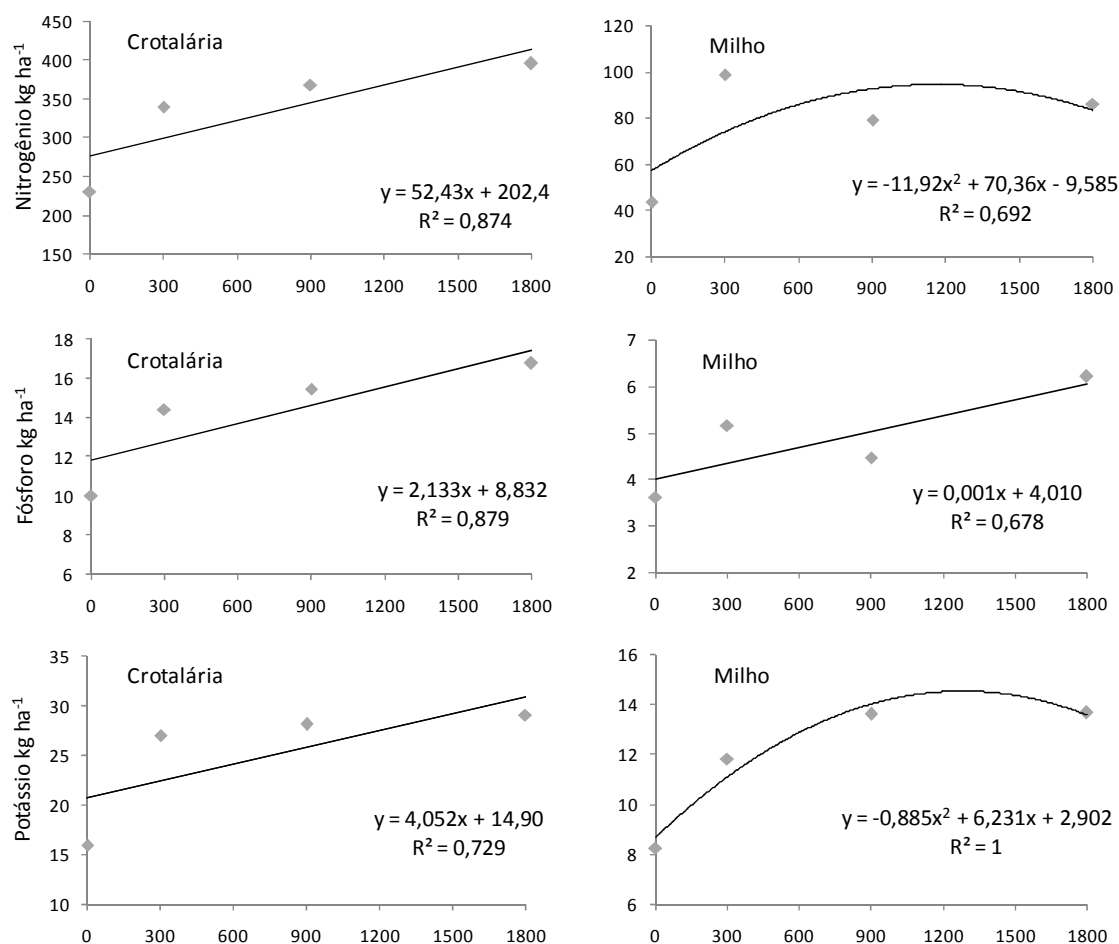 Nitrogênio kg ha⁻¹
450
400
350
300
250
200
150
Crotalária
y = 52,43x + 202,4
R² = 0,874
0 300 600 900 1200 1500 1800
120
100
80
60
40
20
Milho
y = -11,92x² + 70,36x - 9,585
R² = 0,692
0 300 600 900 1200 1500 1800
Fósforo kg ha⁻¹
18
16
14
12
10
8
6
Crotalária
y = 2,133x + 8,832
R² = 0,879
0 300 600 900 1200 1500 1800
7
6
5
4
3
2
Milho
y = 0,001x + 4,010
R² = 0,678
0 300 600 900 1200 1500 1800
Potássio kg ha⁻¹
35
30
25
20
15
10
Crotalária
y = 4,052x + 14,90
R² = 0,729
0 300 600 900 1200 1500 1800
16
14
12
10
8
6
Milho
y = -0,885x² + 6,231x + 2,902
R² = 1
0 300 600 900 1200 1500 1800